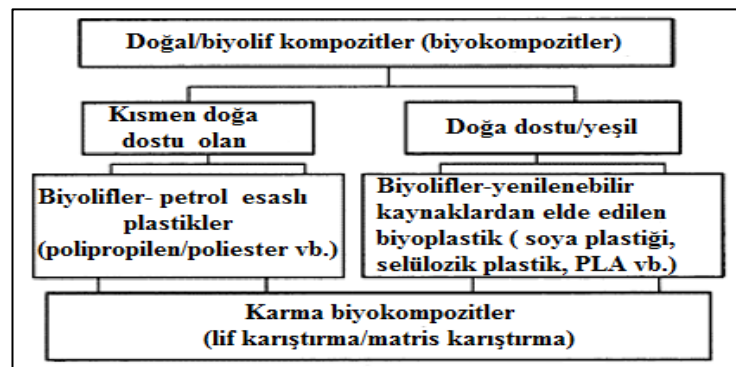 Doğal/biyolif kompozitler (biyokompozitler)
Kısmen doğa
dostu olan
Doğa dostu/yeşil
Biyolifler- petrol esaslı
plastikler
(polipropilen/poliester vb.)
Biyolifler-yenilenebilir
kaynaklardan elde edilen
biyoplastik ( soya plastiği,
selülozik plastik, PLA vb.)
Karma biyokompozitler
(lif karıştırma/matris karıştırma)